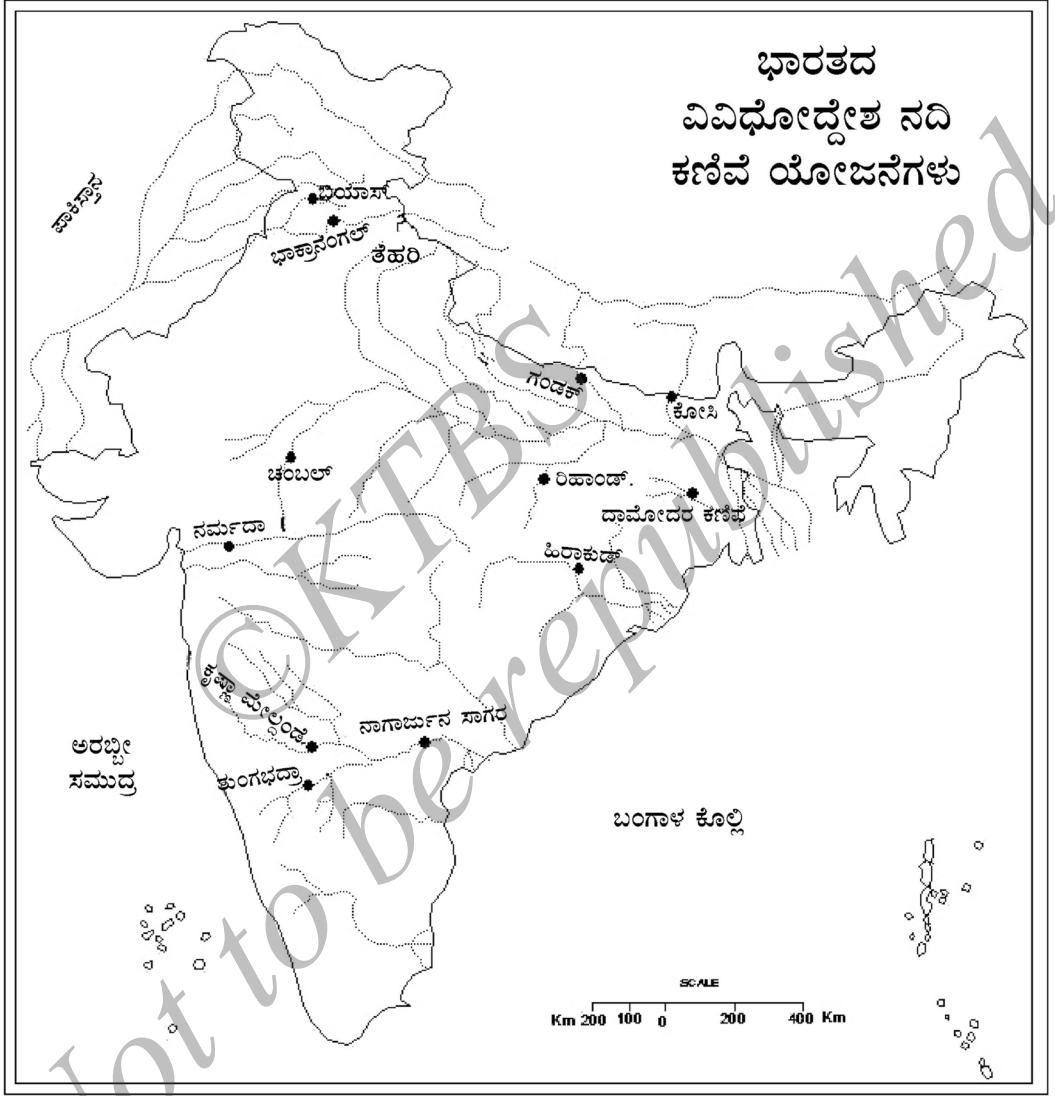 ಭಾರತದ
ವಿವಿಧೋದ್ದೇಶ ನದಿ
ಕಣಿವೆ ಯೋಜನೆಗಳು
ಪಾಕಿಸ್ತಾನ
ಬಿಯಾಸ್
ಭಾಕ್ರಾನಂಗಲ್
ತೆಹರಿ
ಗಂಡಕ್
ಕೋಸಿ
ಚಂಬಲ್
ರಿಹಾಂಡ್.
ದಾಮೋದರ ಕಣಿವೆ
ನರ್ಮದಾ
ಹಿರಾಕುಡ್
ಕೃಷ್ಣಾ ಮೇಲ್ದಂಡೆ
ನಾಗಾರ್ಜುನ ಸಾಗರ
ತುಂಗಭದ್ರಾ
ಅರಬ್ಬೀ
ಸಮುದ್ರ
ಬಂಗಾಳ ಕೊಲ್ಲಿ
SCALE
Km 200 100 0 200 400 Km
©KTBS
Not to be republished